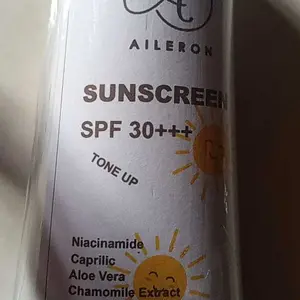 AILERON
SUNSCREEN
SPF 30+++
TONE UP
Niacinamide
Caprilic
Aloe Vera
Chamomile Extract